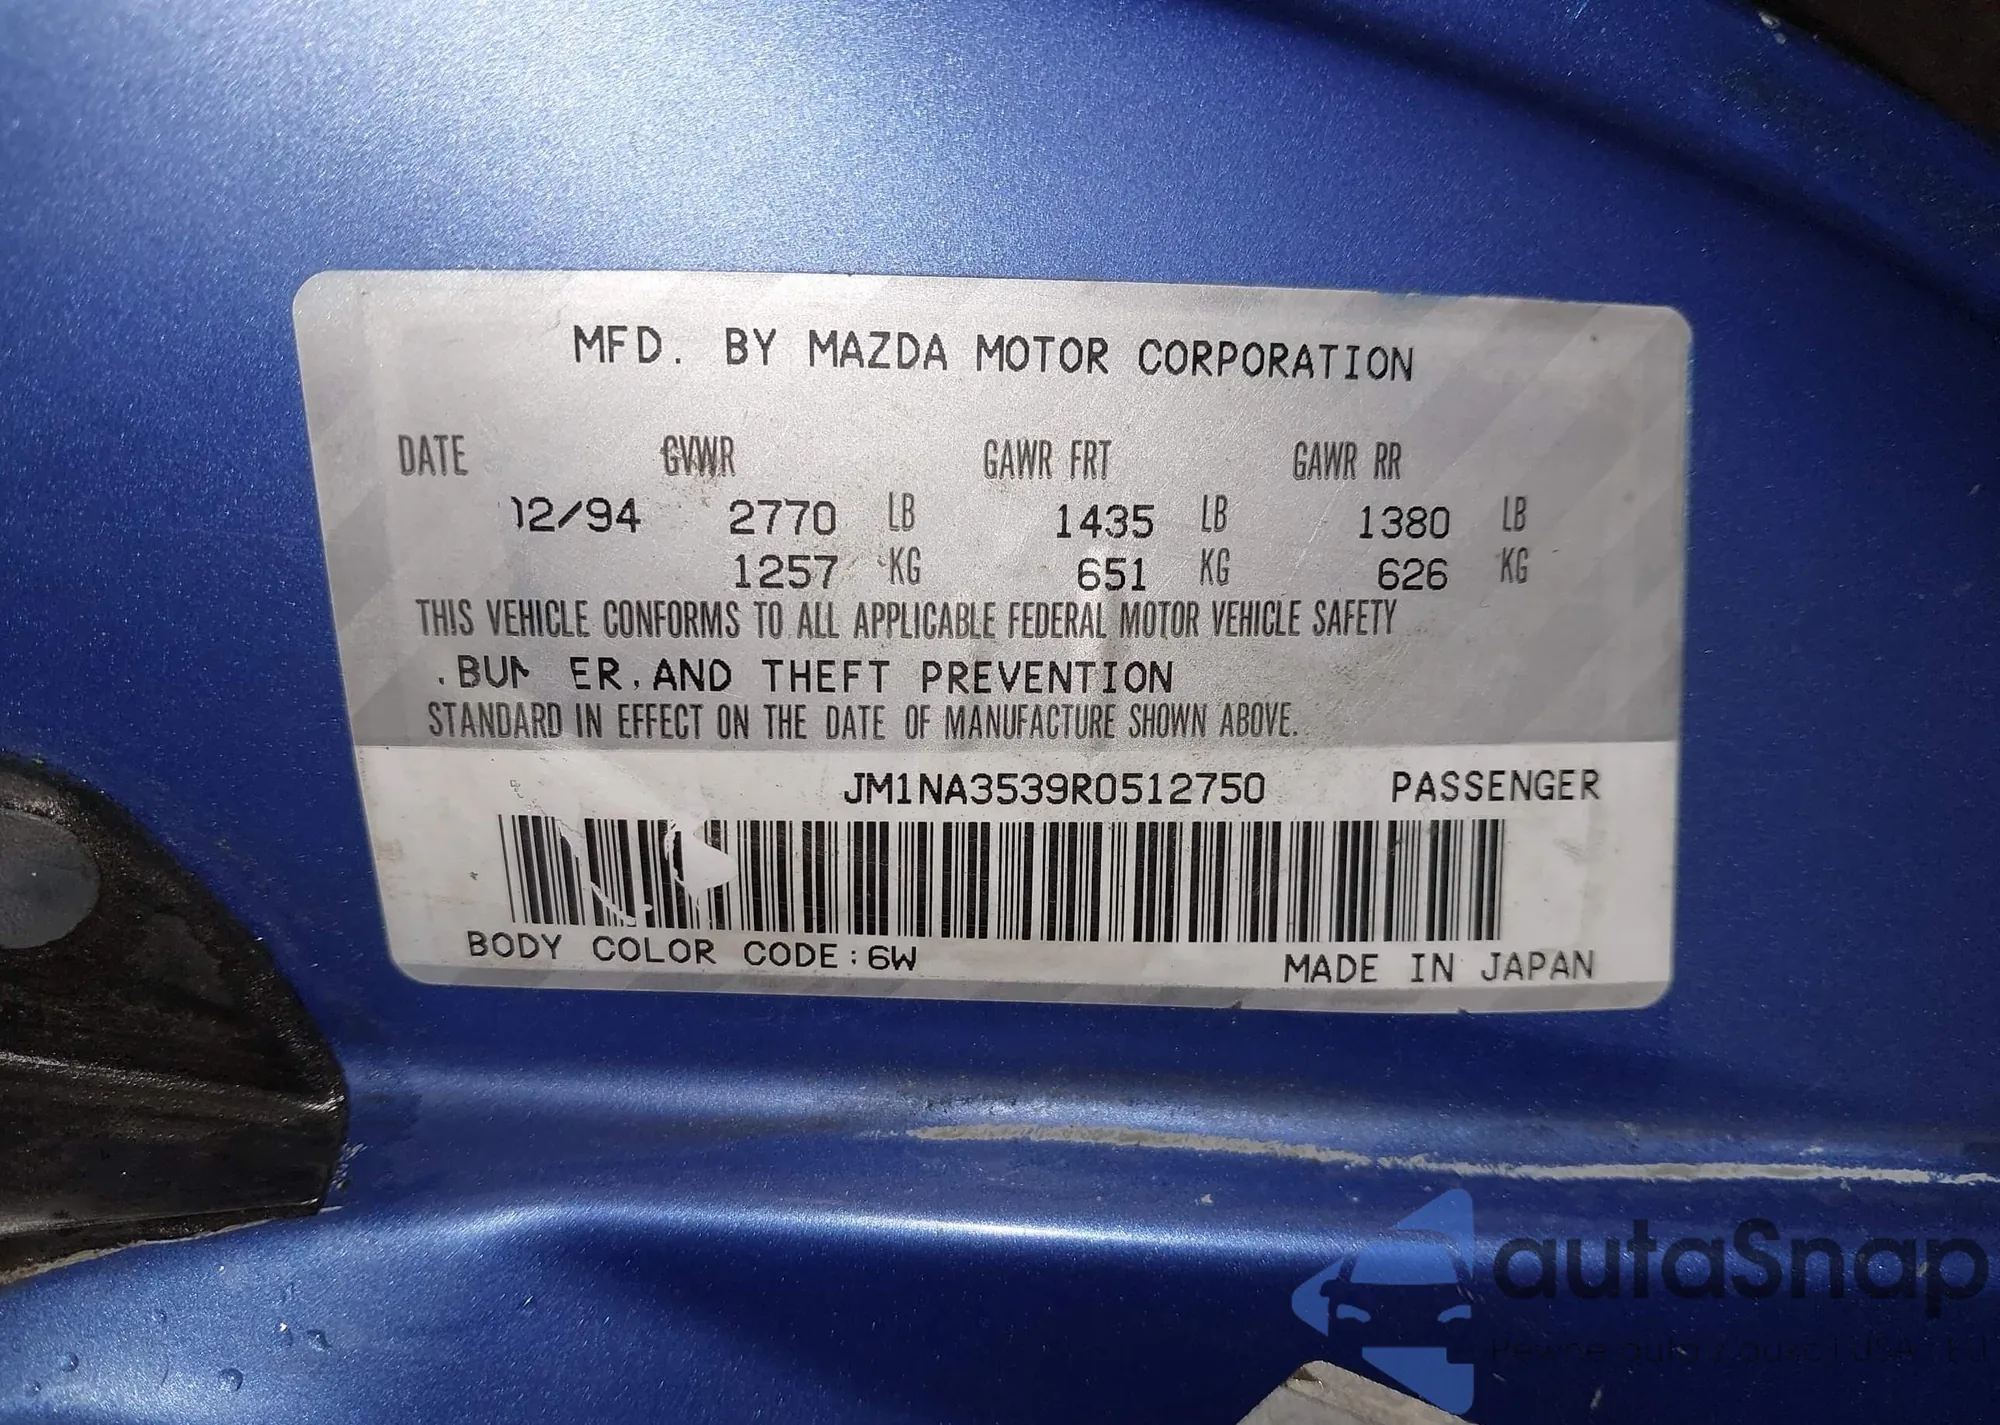 MFD. BY MAZDA MOTOR CORPORATION
DATE GVWR GAWR FRT GAWR RR
12/94 2770 LB 1435 LB 1380 LB
1257 KG 651 KG 626 KG
THIS VEHICLE CONFORMS TO ALL APPLICABLE FEDERAL MOTOR VEHICLE SAFETY
AND THEFT PREVENTION
STANDARD IN EFFECT ON THE DATE OF MANUFACTURE SHOWN ABOVE.
JM1NA3539R0512750 PASSENGER
BODY COLOR CODE:6W MADE IN JAPAN
autaSnap